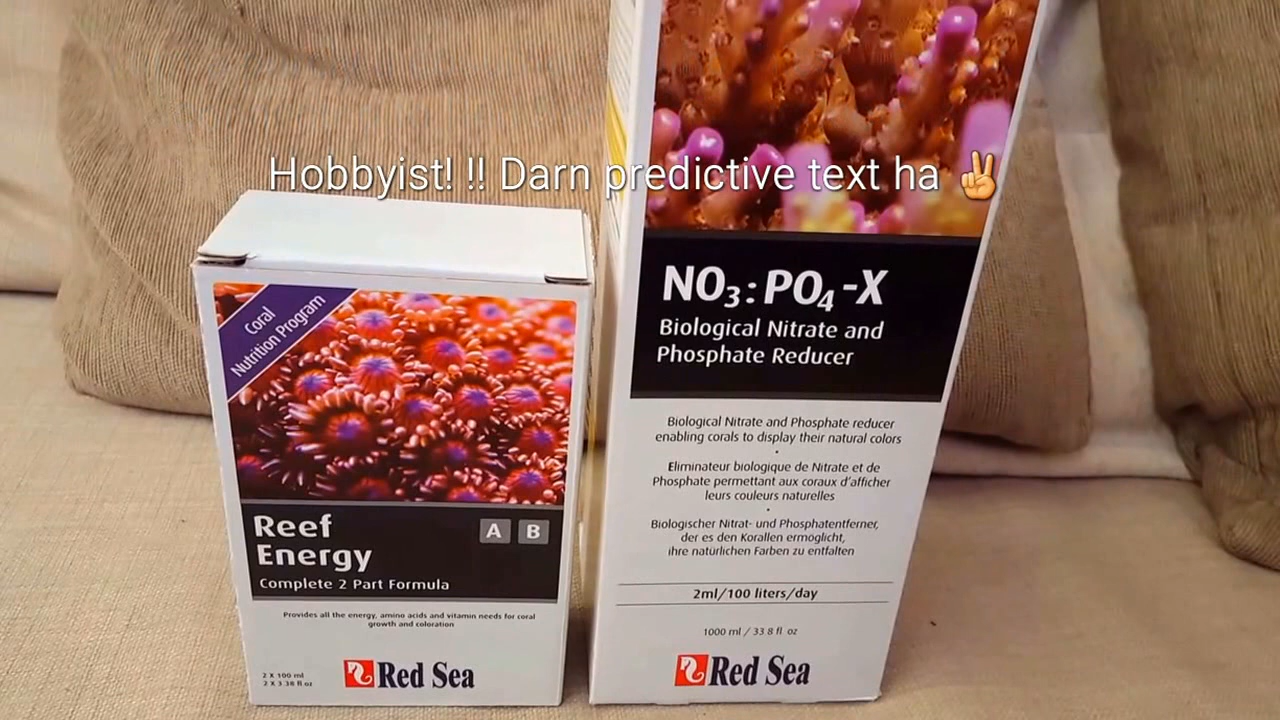 Hobbyist! !! Darn predictive text ha ✌
Coral
Nutrition Program
Reef
Energy
A B
Complete 2 Part Formula
Provides all the energy, amino acids and vitamin needs for coral
growth and coloration
2 X 100 ml
2 X 3.38 fl oz
Red Sea
NO₃:PO₄-X
Biological Nitrate and
Phosphate Reducer
Biological Nitrate and Phosphate reducer
enabling corals to display their natural colors
•
Eliminateur biologique de Nitrate et de
Phosphate permettant aux coraux d'afficher
leurs couleurs naturelles
•
Biologischer Nitrat- und Phosphatentferner,
der es den Korallen ermoglicht,
ihre natürlichen Farben zu entfalten
2ml/100 liters/day
1000 ml / 33.8 fl oz
Red Sea